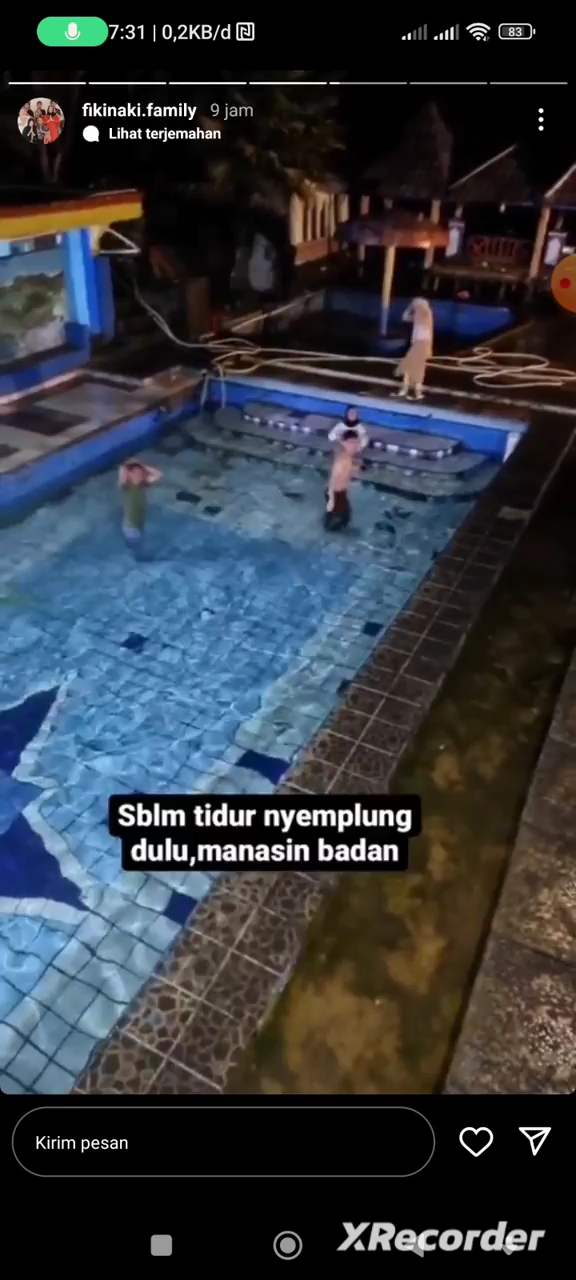 7:31 | 0,2KB/d
83
fikinaki.family 9 jam
Lihat terjemahan
Sblm tidur nyemplung
dulu,manasin badan
Kirim pesan
XRecorder